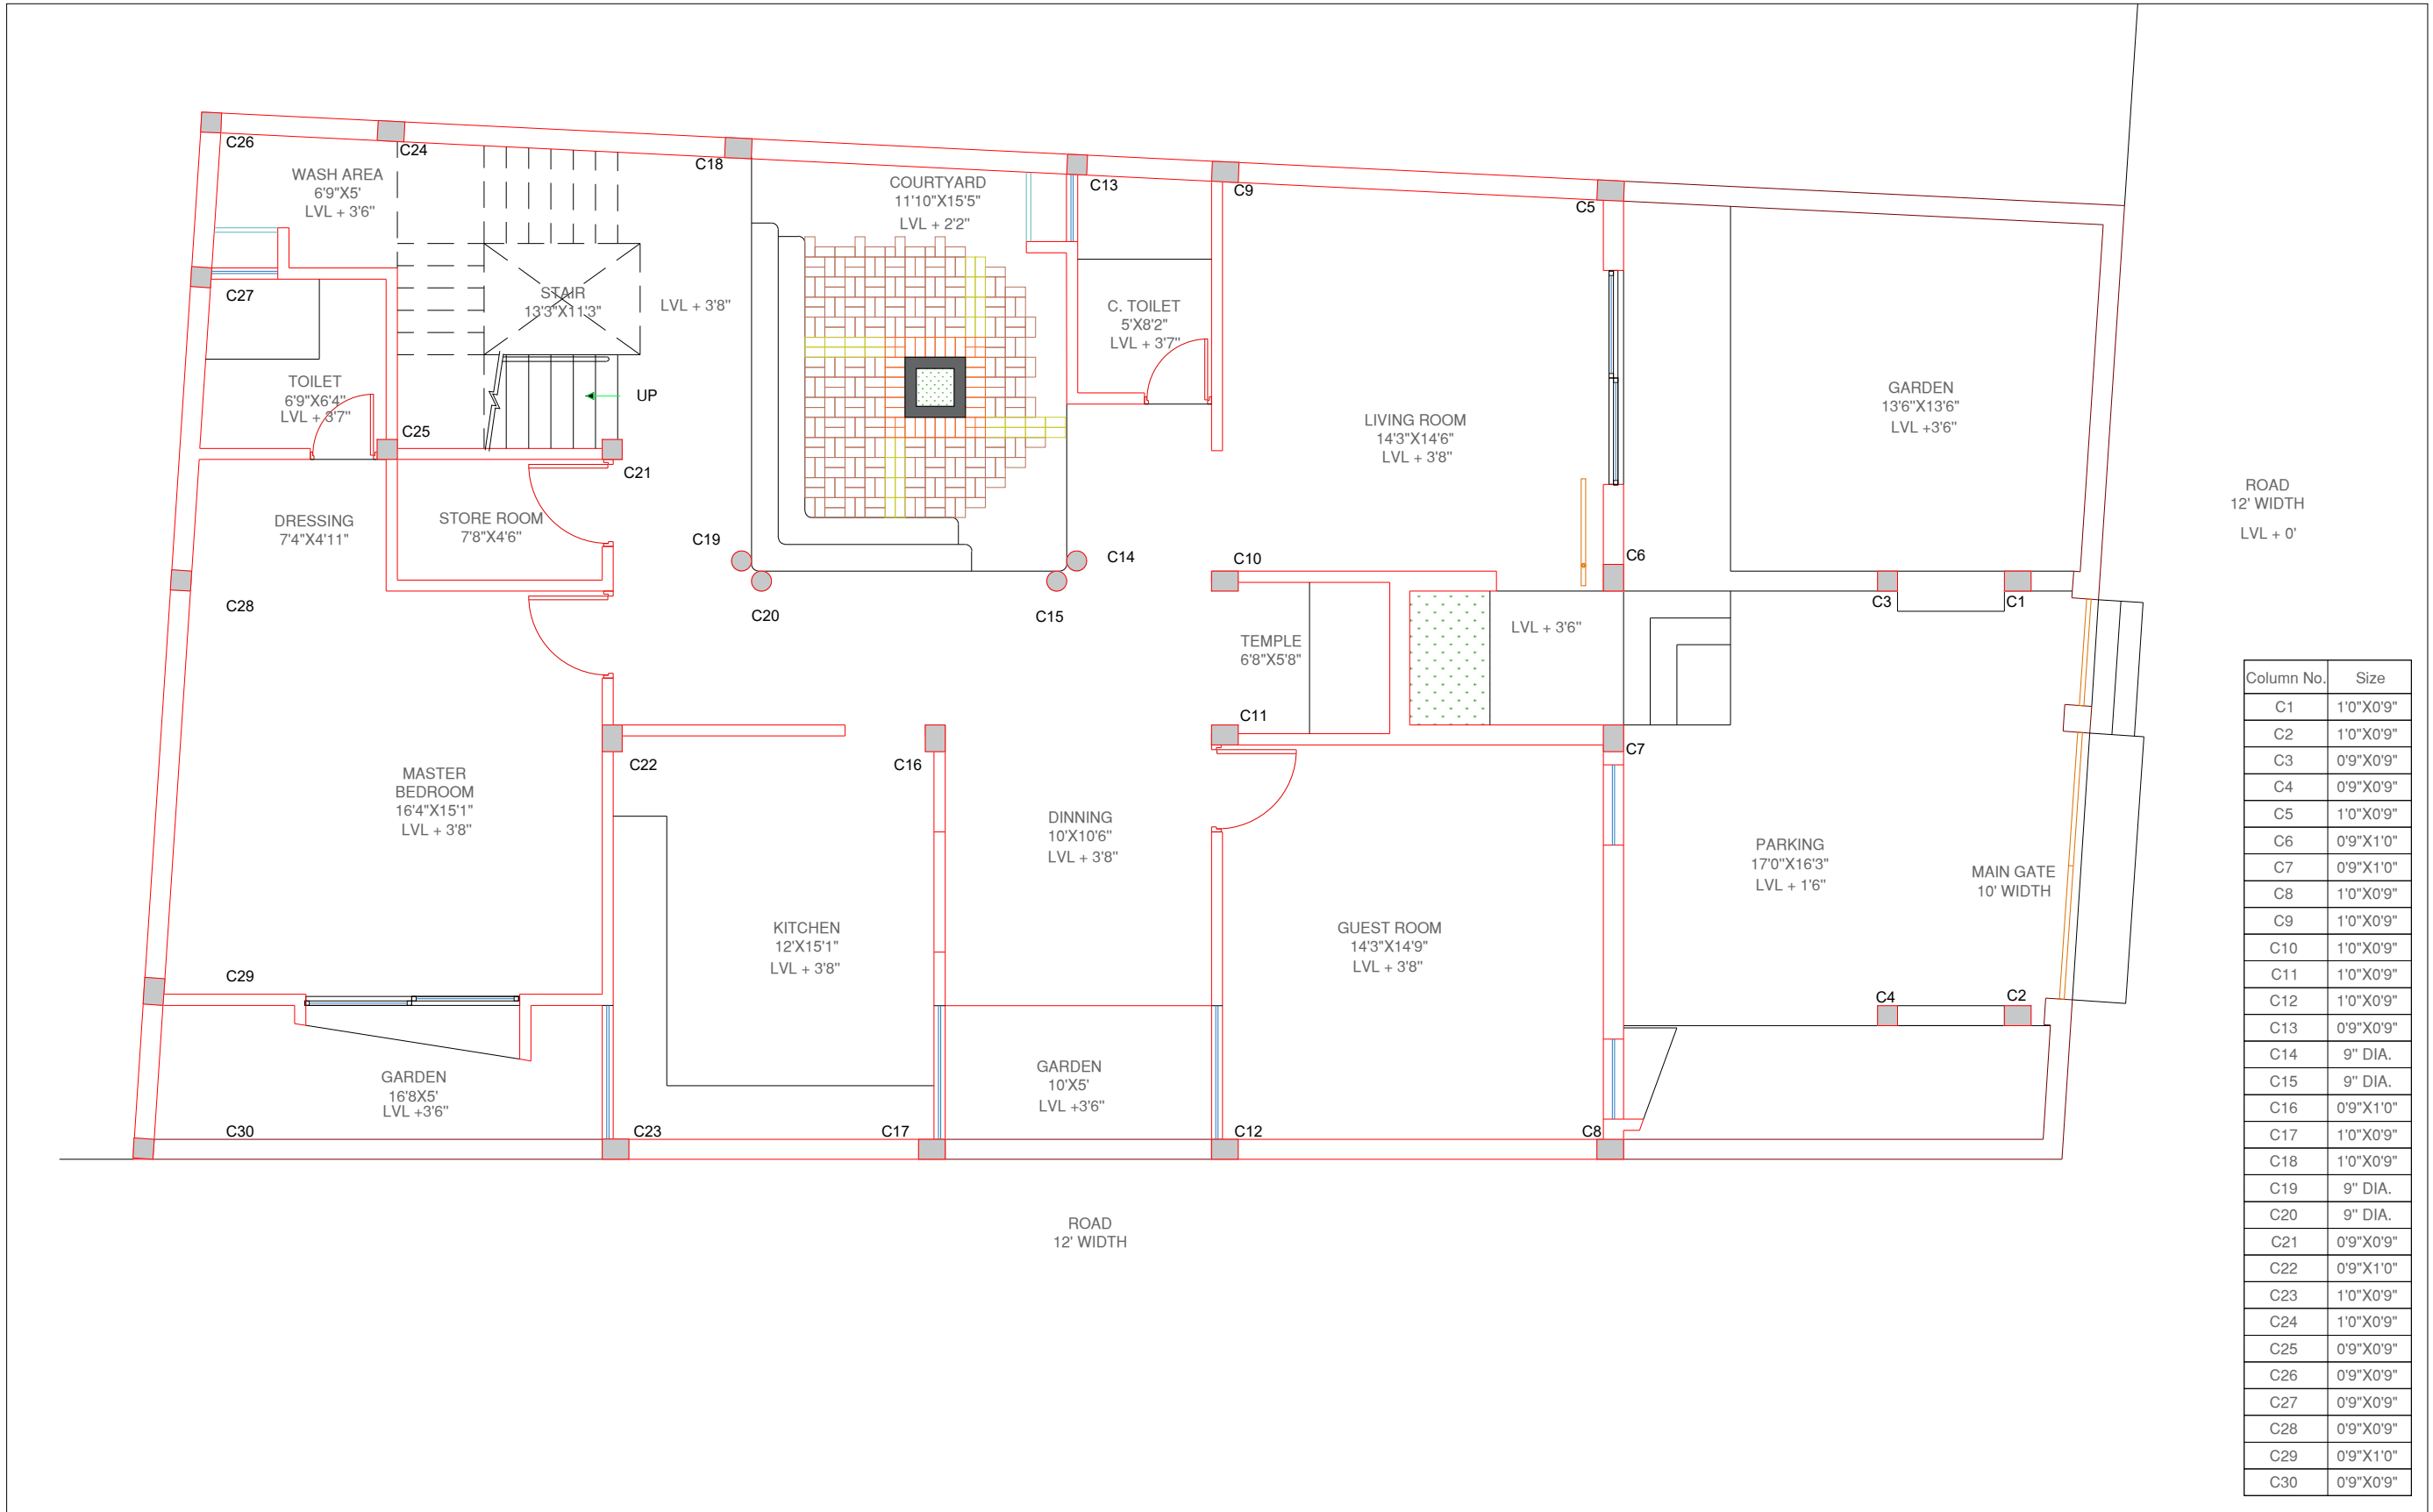 C26
C24
C18
C13
C9
C5
WASH AREA
6'9"X5'
LVL + 3'6"
COURTYARD
11'10"X15'5"
LVL + 2'2"
C27
STAIR
13'3"X11'3"
LVL + 3'8"
C. TOILET
5'X8'2"
LVL + 3'7"
TOILET
6'9"X6'4"
LVL + 3'7"
UP
GARDEN
13'6"X13'6"
LVL +3'6"
LIVING ROOM
14'3"X14'6"
LVL + 3'8"
C25
C21
ROAD
12' WIDTH
LVL + 0'
DRESSING
7'4"X4'11"
STORE ROOM
7'8"X4'6"
C19
C14
C10
C6
C28
C20
C15
C3
C1
TEMPLE
6'8"X5'8"
LVL + 3'6"
C11
C22
C16
C7
MASTER
BEDROOM
16'4"X15'1"
LVL + 3'8"
DINNING
10'X10'6"
LVL + 3'8"
PARKING
17'0"X16'3"
LVL + 1'6"
MAIN GATE
10' WIDTH
KITCHEN
12'X15'1"
LVL + 3'8"
GUEST ROOM
14'3"X14'9"
LVL + 3'8"
C29
C4
C2
GARDEN
16'8X5'
LVL +3'6"
GARDEN
10'X5'
LVL +3'6"
C30
C23
C17
C12
C8
ROAD
12' WIDTH
Column No. Size
C1 1'0"X0'9"
C2 1'0"X0'9"
C3 0'9"X0'9"
C4 0'9"X0'9"
C5 1'0"X0'9"
C6 0'9"X1'0"
C7 0'9"X1'0"
C8 1'0"X0'9"
C9 1'0"X0'9"
C10 1'0"X0'9"
C11 1'0"X0'9"
C12 1'0"X0'9"
C13 0'9"X0'9"
C14 9" DIA.
C15 9" DIA.
C16 0'9"X1'0"
C17 1'0"X0'9"
C18 1'0"X0'9"
C19 9" DIA.
C20 9" DIA.
C21 0'9"X0'9"
C22 0'9"X1'0"
C23 1'0"X0'9"
C24 1'0"X0'9"
C25 0'9"X0'9"
C26 0'9"X0'9"
C27 0'9"X0'9"
C28 0'9"X0'9"
C29 0'9"X1'0"
C30 0'9"X0'9"